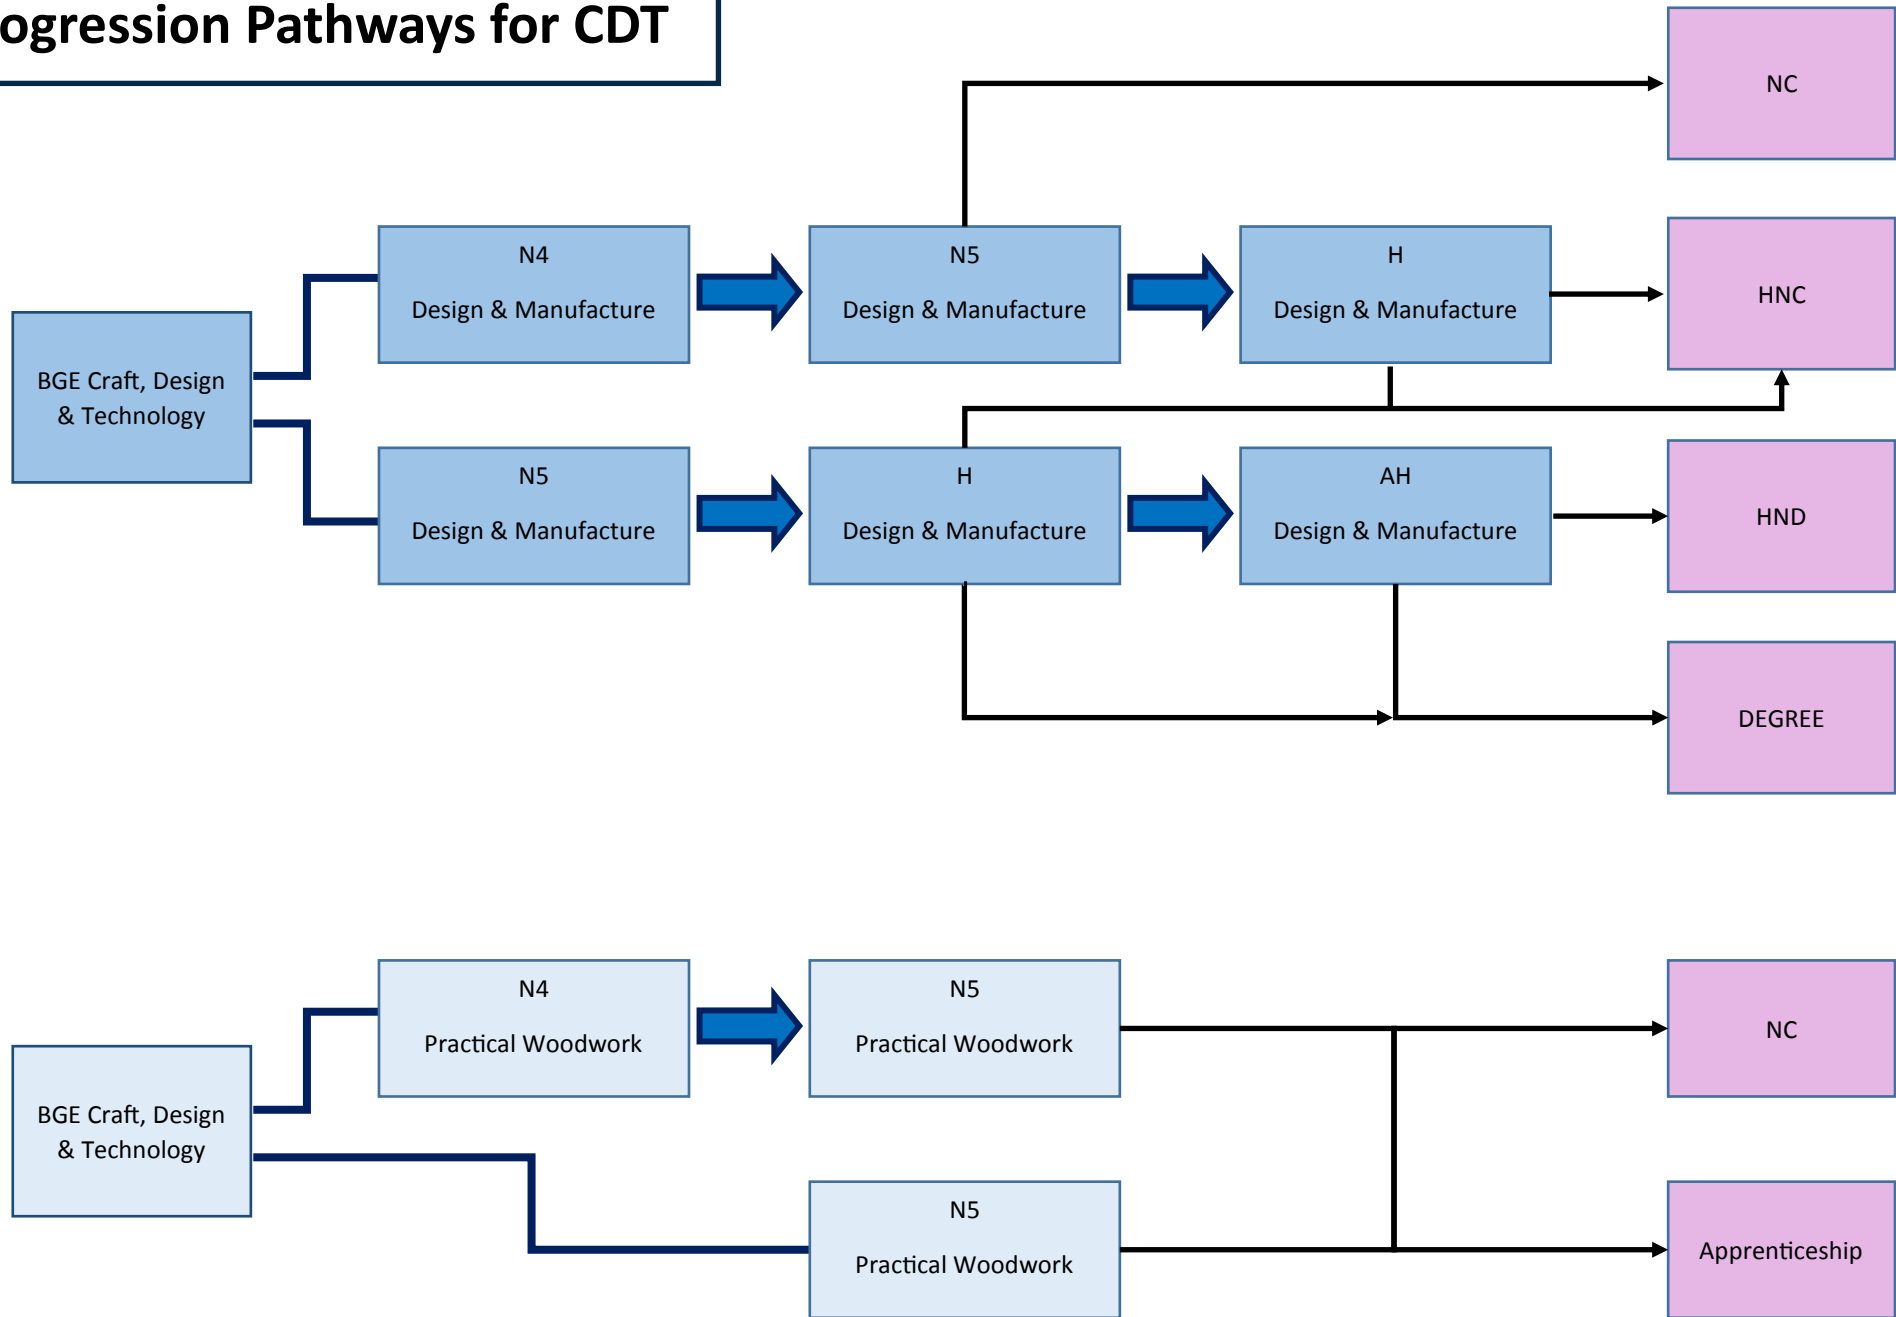 ogression Pathways for CDT
NC
N4
Design & Manufacture
N5
Design & Manufacture
H
Design & Manufacture
HNC
BGE Craft, Design
& Technology
N5
Design & Manufacture
H
Design & Manufacture
AH
Design & Manufacture
HND
DEGREE
N4
Practical Woodwork
N5
Practical Woodwork
NC
BGE Craft, Design
& Technology
N5
Practical Woodwork
Apprenticeship